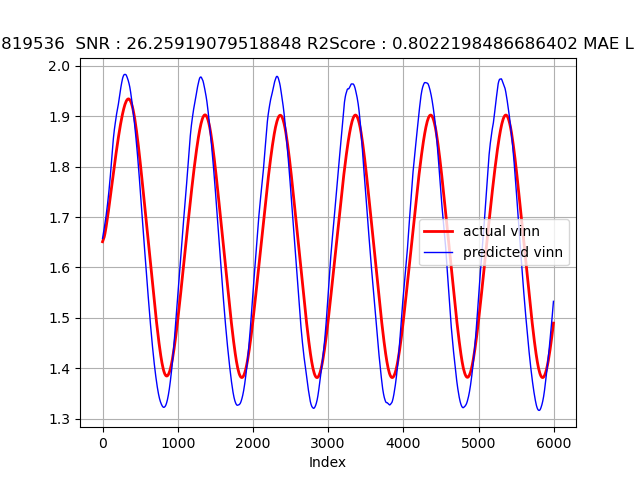 819536  SNR : 26.25919079518848 R2Score : 0.8022198486686402 MAE L
2.0
1.9
1.8
1.7
1.6
1.5
1.4
1.3
actual vinn
predicted vinn
0 1000 2000 3000 4000 5000 6000
Index